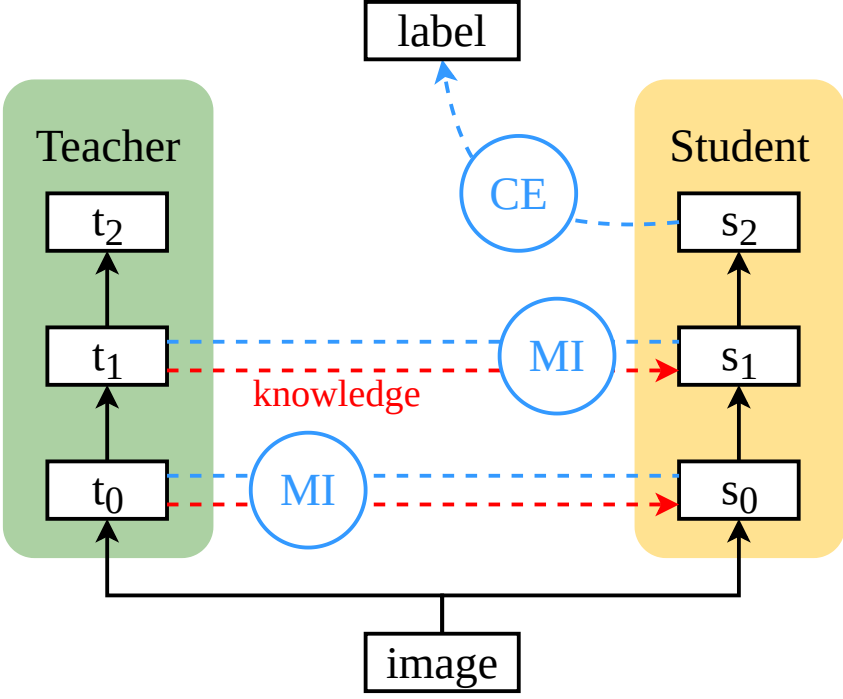 label
Teacher
Student
CE
t₂
s₂
t₁
MI
s₁
knowledge
t₀
MI
s₀
image